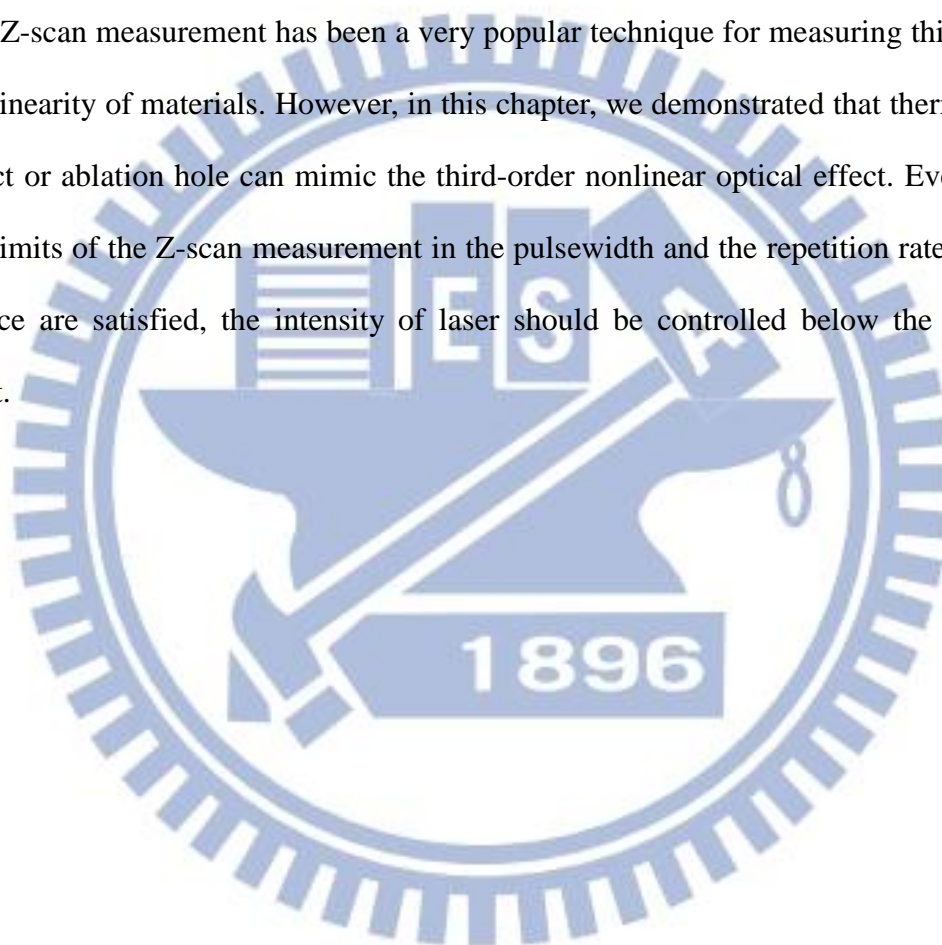 Z-scan measurement has been a very popular technique for measuring thi
linearity of materials. However, in this chapter, we demonstrated that ther
ct or ablation hole can mimic the third-order nonlinear optical effect. Eve
imits of the Z-scan measurement in the pulsewidth and the repetition rate
ce are satisfied, the intensity of laser should be controlled below the
t.
E S A
1896